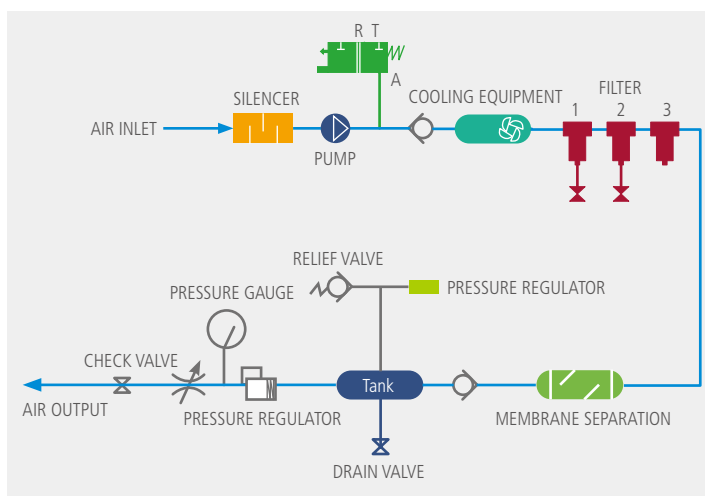 R T
A
SILENCER
COOLING EQUIPMENT
FILTER
1 2 3
AIR INLET
PUMP
RELIEF VALVE
PRESSURE GAUGE
PRESSURE REGULATOR
CHECK VALVE
Tank
AIR OUTPUT
PRESSURE REGULATOR
MEMBRANE SEPARATION
DRAIN VALVE